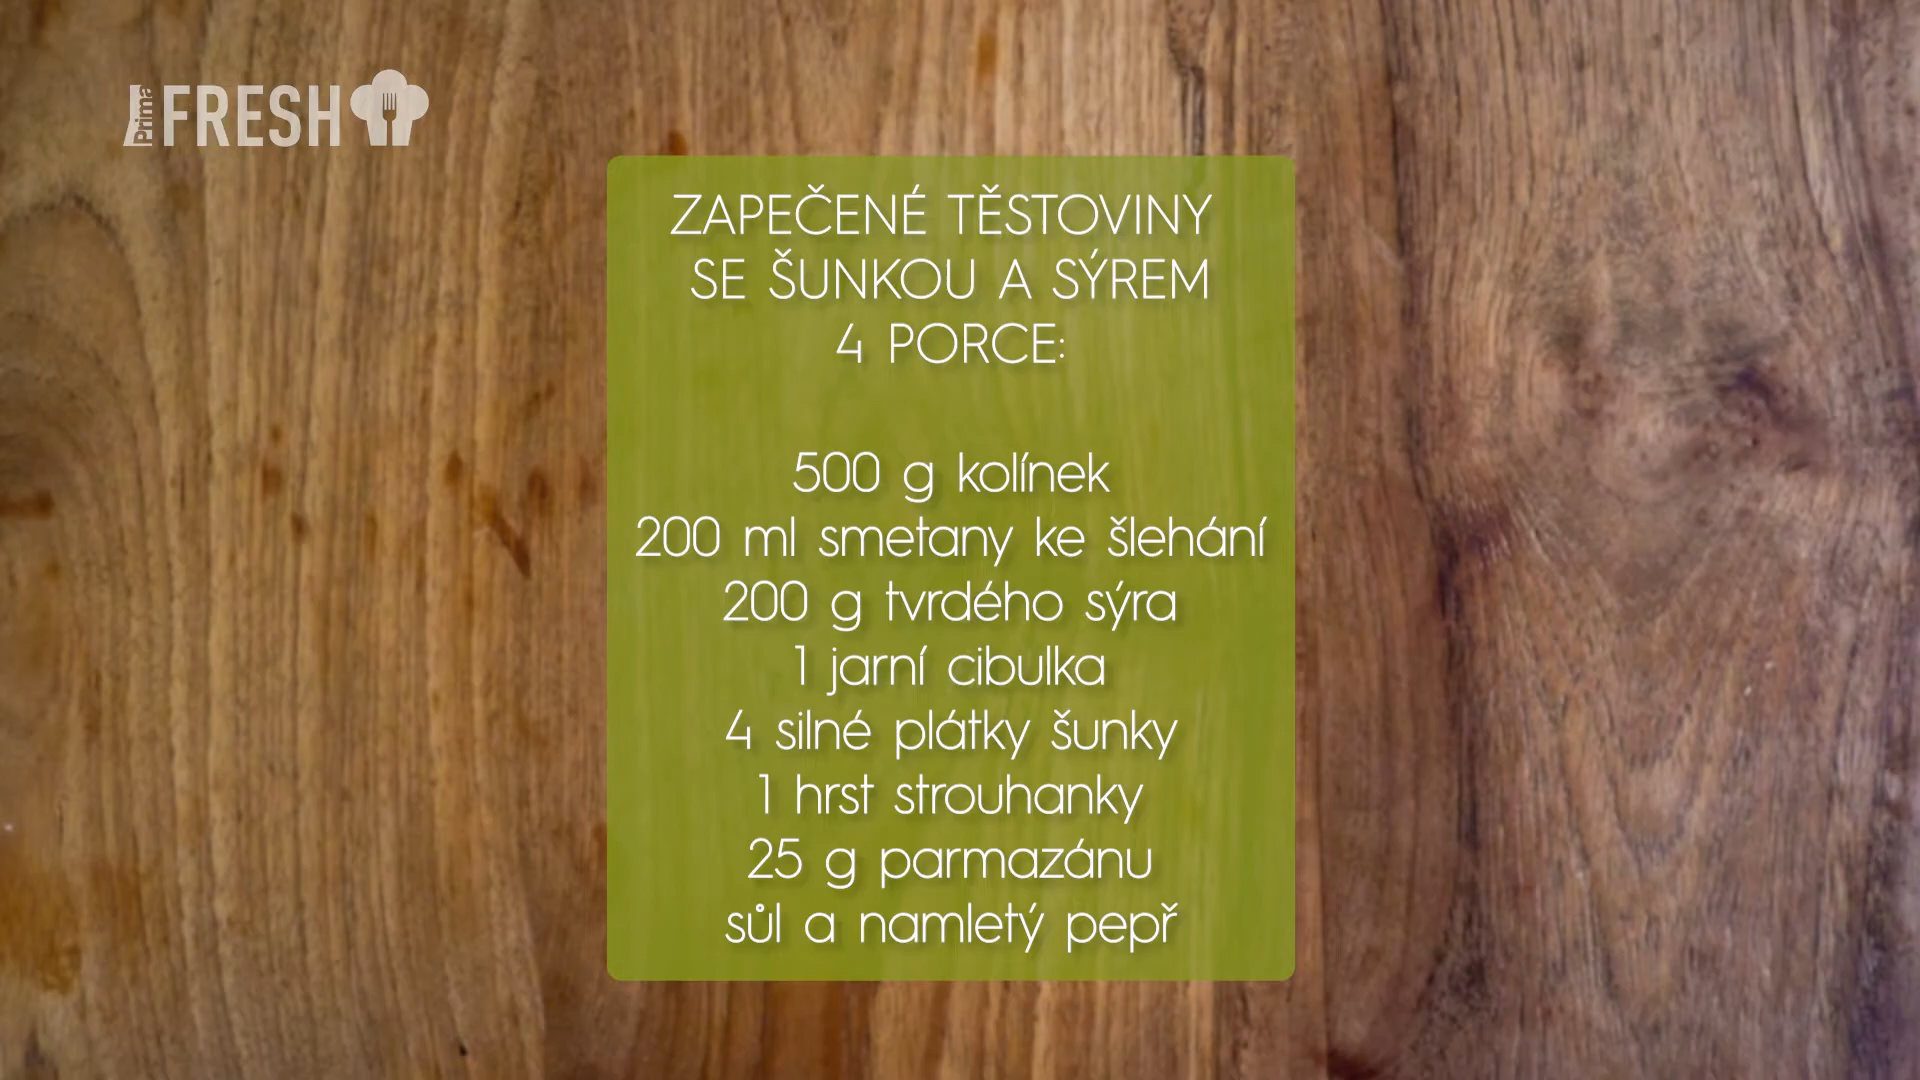 Prima FRESH
ZAPEČENÉ TĚSTOVINY
SE ŠUNKOU A SÝREM
4 PORCE:
500 g kolínek
200 ml smetany ke šlehání
200 g tvrdého sýra
1 jarní cibulka
4 silné plátky šunky
1 hrst strouhanky
25 g parmazánu
sůl a namletý pepř